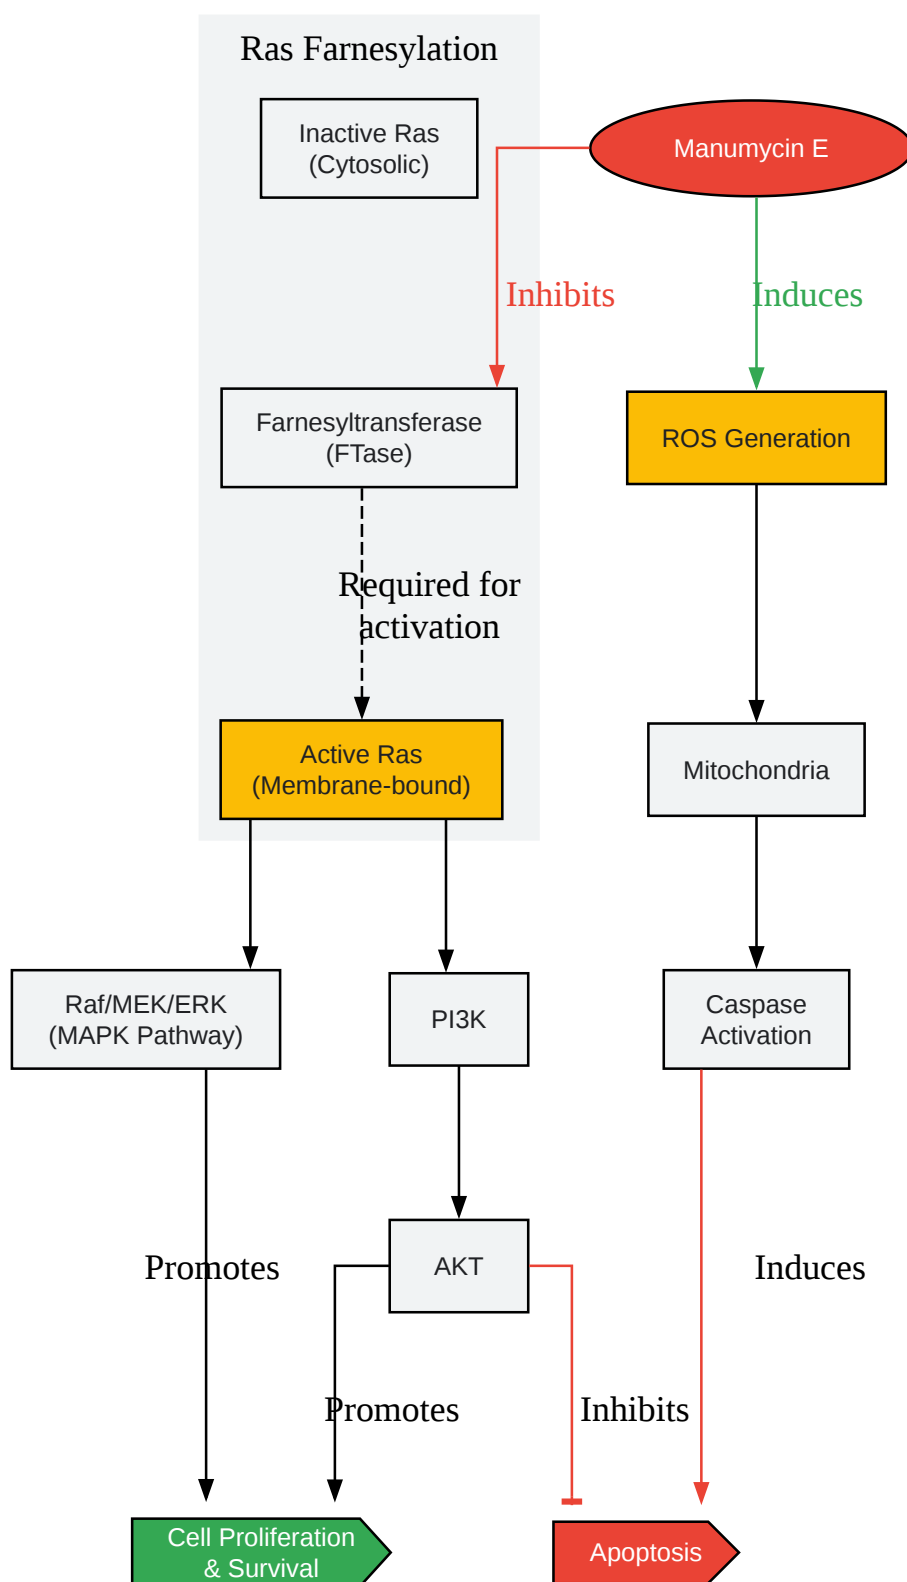 Ras Farnesylation
Inactive Ras
(Cytosolic)
Manumycin E
Inhibits
Induces
Farnesyltransferase
(FTase)
ROS Generation
Required for
activation
Active Ras
(Membrane-bound)
Mitochondria
Raf/MEK/ERK
(MAPK Pathway)
PI3K
Caspase
Activation
Promotes
AKT
Induces
Promotes
Inhibits
Cell Proliferation
& Survival
Apoptosis